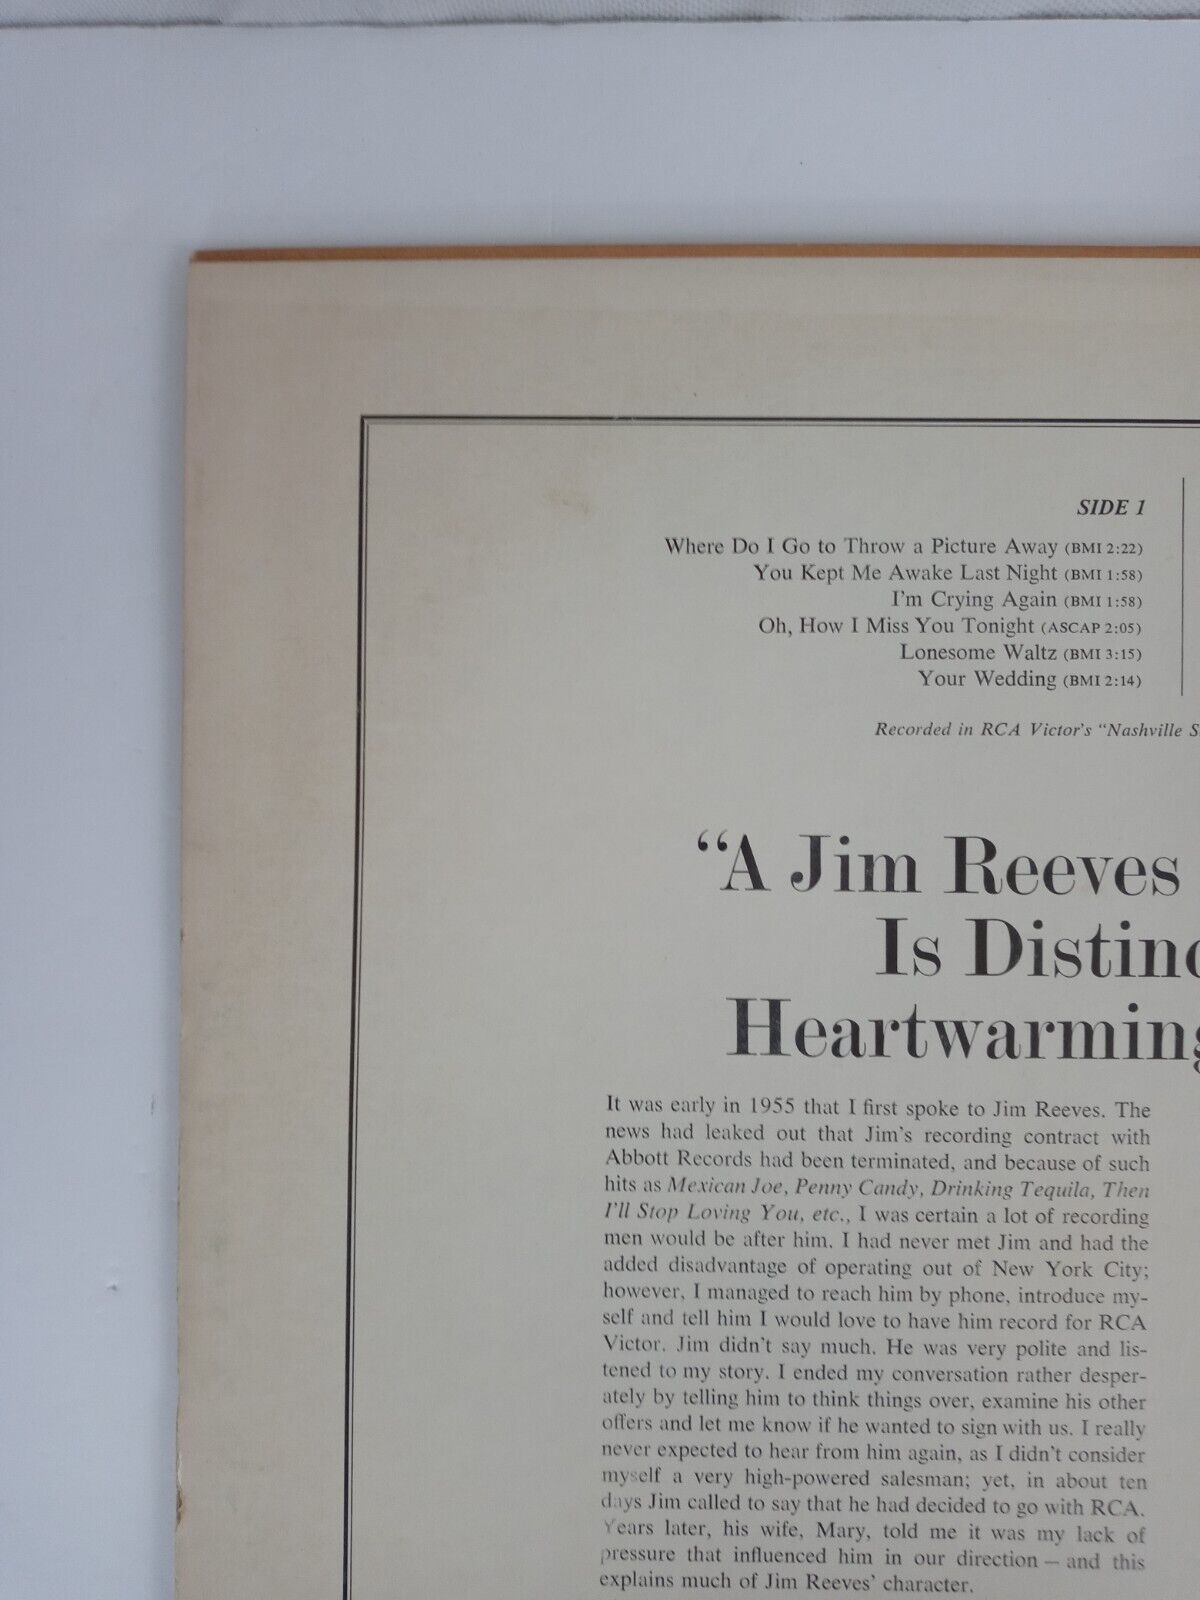 SIDE 1
Where Do I Go to Throw a Picture Away (BMI 2:22)
You Kept Me Awake Last Night (BMI 1:58)
I'm Crying Again (BMI 1:58)
Oh, How I Miss You Tonight (ASCAP 2:05)
Lonesome Waltz (BMI 3:15)
Your Wedding (BMI 2:14)
Recorded in RCA Victor's "Nashville
“A Jim Reeves
Is Distinc
Heartwarming
It was early in 1955 that I first spoke to Jim Reeves. The
news had leaked out that Jim's recording contract with
Abbott Records had been terminated, and because of such
hits as Mexican Joe, Penny Candy, Drinking Tequila, Then
I'll Stop Loving You, etc., I was certain a lot of recording
men would be after him. I had never met Jim and had the
added disadvantage of operating out of New York City;
however, I managed to reach him by phone, introduce my-
self and tell him I would love to have him record for RCA
Victor. Jim didn't say much. He was very polite and lis-
tened to my story. I ended my conversation rather desper-
ately by telling him to think things over, examine his other
offers and let me know if he wanted to sign with us. I really
never expected to hear from him again, as I didn't consider
myself a very high-powered salesman; yet, in about ten
days Jim called to say that he had decided to go with RCA.
Years later, his wife, Mary, told me it was my lack of
pressure that influenced him in our direction — and this
explains much of Jim Reeves' character.